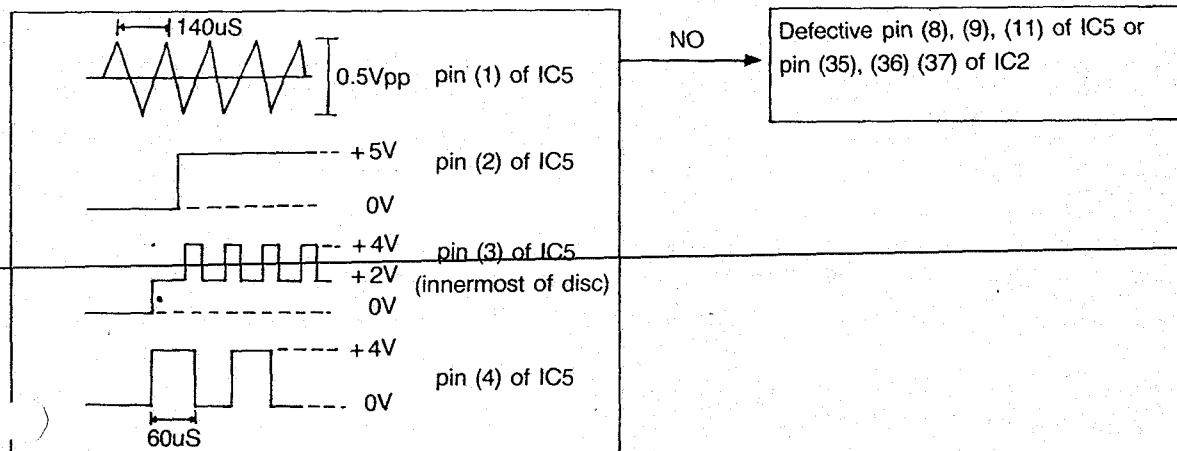 140uS
0.5Vpp
pin (1) of IC5
NO
Defective pin (8), (9), (11) of IC5 or
pin (35), (36) (37) of IC2
+5V
pin (2) of IC5
0V
+4V
pin (3) of IC5
+2V
(innermost of disc)
0V
+4V
pin (4) of IC5
0V
60uS